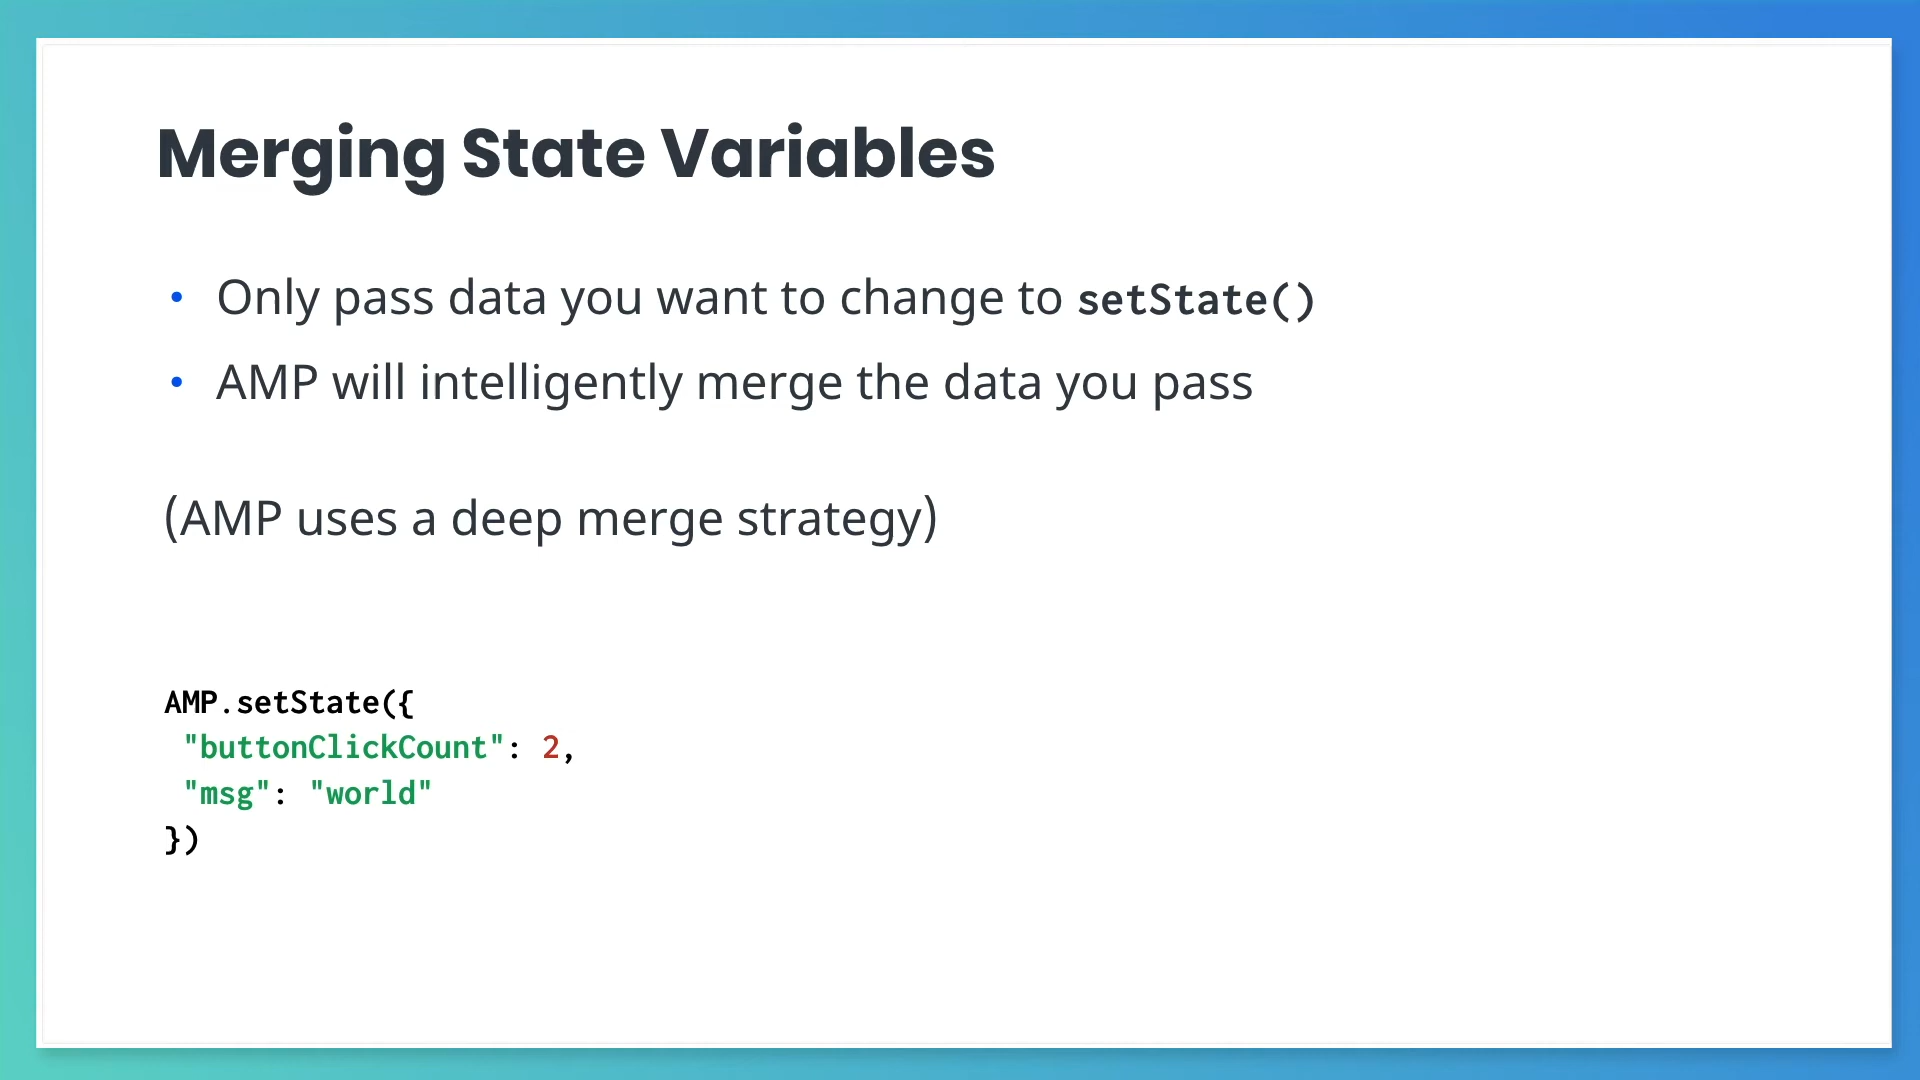 Merging State Variables
• Only pass data you want to change to setState()
• AMP will intelligently merge the data you pass
(AMP uses a deep merge strategy)
AMP.setState({
"buttonClickCount": 2,
"msg": "world"
})